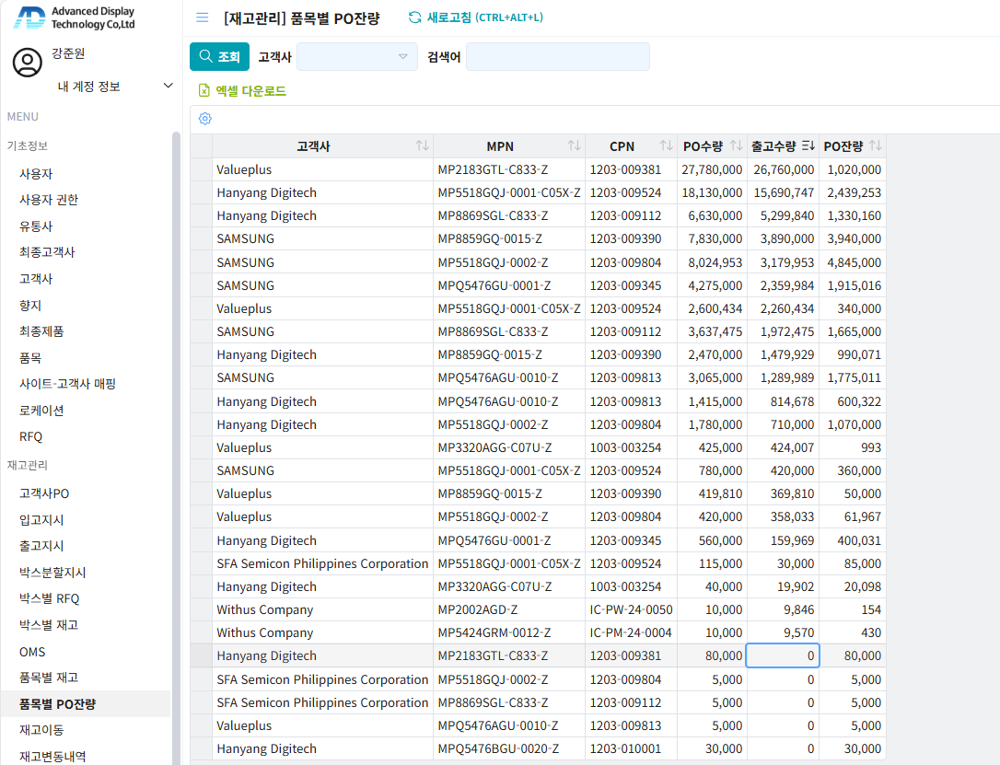 Advanced Display
Technology Co,Ltd
강준원
내 계정 정보
MENU
기초정보
사용자
사용자 권한
유통사
최종고객사
고객사
향지
최종제품
품목
사이트-고객사 매핑
로케이션
RFQ
재고관리
고객사PO
입고지시
출고지시
박스분할지시
박스별 RFQ
박스별 재고
OMS
품목별 재고
품목별 PO잔량
재고이동
재고변동내역
[재고관리] 품목별 PO잔량 새로고침 (CTRL+ALT+L)
조회 고객사 검색어
엑셀 다운로드
고객사 MPN CPN PO수량 출고수량 PO잔량
Valueplus MP2183GTL-C833-Z 1203-009381 27,780,000 26,760,000 1,020,000
Hanyang Digitech MP5518GQJ-0001-C05X-Z 1203-009524 18,130,000 15,690,747 2,439,253
Hanyang Digitech MP8869SGL-C833-Z 1203-009112 6,630,000 5,299,840 1,330,160
SAMSUNG MP8859GQ-0015-Z 1203-009390 7,830,000 3,890,000 3,940,000
SAMSUNG MP5518GQJ-0002-Z 1203-009804 8,024,953 3,179,953 4,845,000
SAMSUNG MPQ5476GU-0001-Z 1203-009345 4,275,000 2,359,984 1,915,016
Valueplus MP5518GQJ-0001-C05X-Z 1203-009524 2,600,434 2,260,434 340,000
SAMSUNG MP8869SGL-C833-Z 1203-009112 3,637,475 1,972,475 1,665,000
Hanyang Digitech MP8859GQ-0015-Z 1203-009390 2,470,000 1,479,929 990,071
SAMSUNG MPQ5476AGU-0010-Z 1203-009813 3,065,000 1,289,989 1,775,011
Hanyang Digitech MPQ5476AGU-0010-Z 1203-009813 1,415,000 814,678 600,322
Hanyang Digitech MP5518GQJ-0002-Z 1203-009804 1,780,000 710,000 1,070,000
Valueplus MP3320AGG-C07U-Z 1003-003254 425,000 424,007 993
SAMSUNG MP5518GQJ-0001-C05X-Z 1203-009524 780,000 420,000 360,000
Valueplus MP8859GQ-0015-Z 1203-009390 419,810 369,810 50,000
Valueplus MP5518GQJ-0002-Z 1203-009804 420,000 358,033 61,967
Hanyang Digitech MPQ5476GU-0001-Z 1203-009345 560,000 159,969 400,031
SFA Semicon Philippines Corporation MP5518GQJ-0001-C05X-Z 1203-009524 115,000 30,000 85,000
Hanyang Digitech MP3320AGG-C07U-Z 1003-003254 40,000 19,902 20,098
Withus Company MP2002AGD-Z IC-PW-24-0050 10,000 9,846 154
Withus Company MP5424GRM-0012-Z IC-PM-24-0004 10,000 9,570 430
Hanyang Digitech MP2183GTL-C833-Z 1203-009381 80,000 0 80,000
SFA Semicon Philippines Corporation MP5518GQJ-0002-Z 1203-009804 5,000 0 5,000
SFA Semicon Philippines Corporation MP8869SGL-C833-Z 1203-009112 5,000 0 5,000
Valueplus MPQ5476AGU-0010-Z 1203-009813 5,000 0 5,000
Hanyang Digitech MPQ5476BGU-0020-Z 1203-010001 30,000 0 30,000